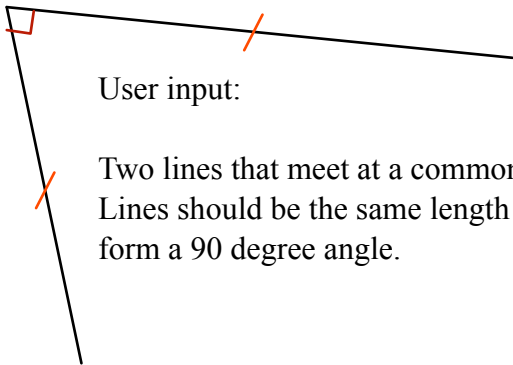 User input:
Two lines that meet at a common
Lines should be the same length
form a 90 degree angle.